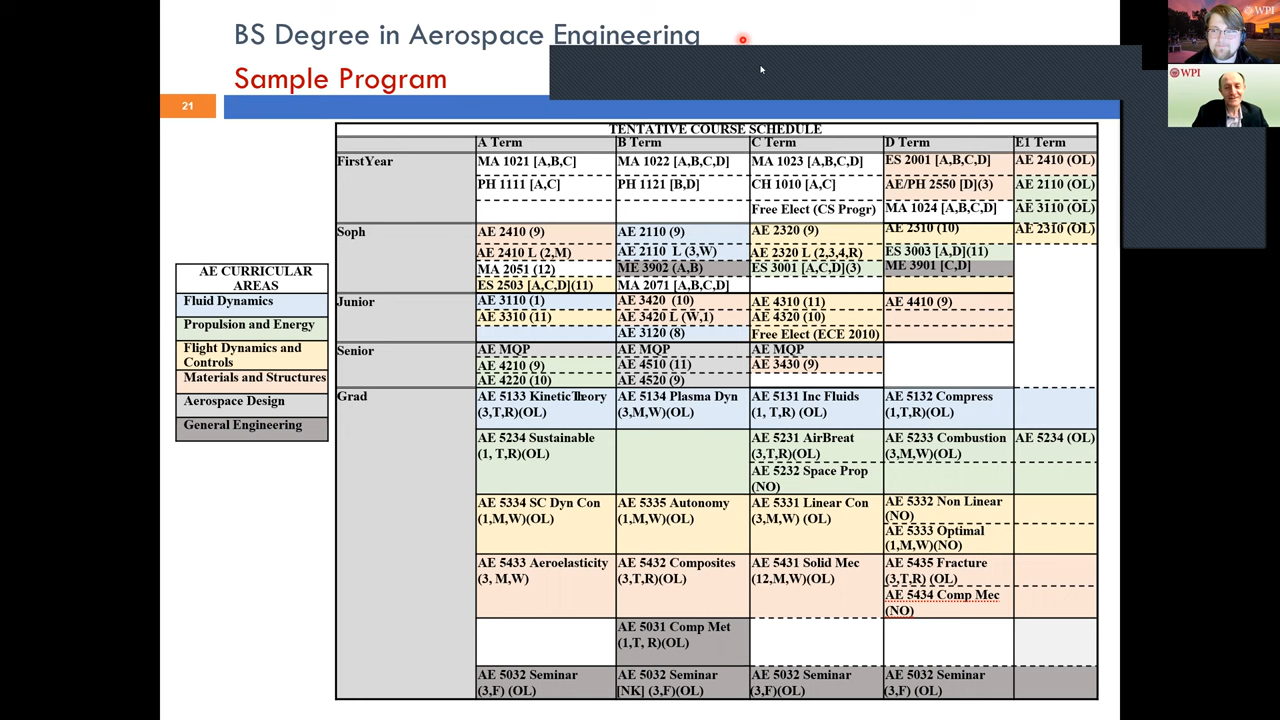 BS Degree in Aerospace Engineering
Sample Program
21
WPI
WPI
TENTATIVE COURSE SCHEDULE
A Term B Term C Term D Term E1 Term
FirstYear MA 1021 [A,B,C] MA 1022 [A,B,C,D] MA 1023 [A,B,C,D] ES 2001 [A,B,C,D] AE 2410 (OL)
PH 1111 [A,C] PH 1121 [B,D] CH 1010 [A,C] AE/PH 2550 [D](3) AE 2110 (OL)
Free Elect (CS Progr) MA 1024 [A,B,C,D] AE 3110 (OL)
Soph AE 2410 (9) AE 2110 (9) AE 2320 (9) AE 2310 (10) AE 2310 (OL)
AE 2410 L (2,M) AE 2110 L (3,W) AE 2320 L (2,3,4,R) ES 3003 [A,D](11)
MA 2051 (12) ME 3902 (A,B) ES 3001 [A,C,D](3) ME 3901 [C,D]
ES 2503 [A,C,D](11) MA 2071 [A,B,C,D]
Junior AE 3110 (1) AE 3420 (10) AE 4310 (11) AE 4410 (9)
AE 3310 (11) AE 3420 L (W,1) AE 4320 (10)
AE 3120 (8) Free Elect (ECE 2010)
Senior AE MQP AE MQP AE MQP
AE 4210 (9) AE 4510 (11) AE 3430 (9)
AE 4220 (10) AE 4520 (9)
Grad AE 5133 KineticTheory AE 5134 Plasma Dyn AE 5131 Inc Fluids AE 5132 Compress
(3,T,R)(OL) (3,M,W)(OL) (1, T,R) (OL) (1,T,R)(OL)
AE 5234 Sustainable AE 5231 AirBreat AE 5233 Combustion AE 5234 (OL)
(1, T,R)(OL) (3,T,R)(OL) (3,M,W)(OL)
AE 5232 Space Prop
(NO)
AE 5334 SC Dyn Con AE 5335 Autonomy AE 5331 Linear Con AE 5332 Non Linear
(1,M,W)(OL) (1,M,W)(OL) (3,M,W) (OL) (NO)
AE 5333 Optimal
(1,M,W)(NO)
AE 5433 Aeroelasticity AE 5432 Composites AE 5431 Solid Mec AE 5435 Fracture
(3, M,W) (3,T,R)(OL) (12,M,W)(OL) (3,T,R) (OL)
AE 5434 Comp Mec
(NO)
AE 5031 Comp Met
(1,T, R)(OL)
AE 5032 Seminar AE 5032 Seminar AE 5032 Seminar AE 5032 Seminar
(3,F) (OL) [NK] (3,F)(OL) (3,F)(OL) (3,F) (OL)
AE CURRICULAR
AREAS
Fluid Dynamics
Propulsion and Energy
Flight Dynamics and
Controls
Materials and Structures
Aerospace Design
General Engineering